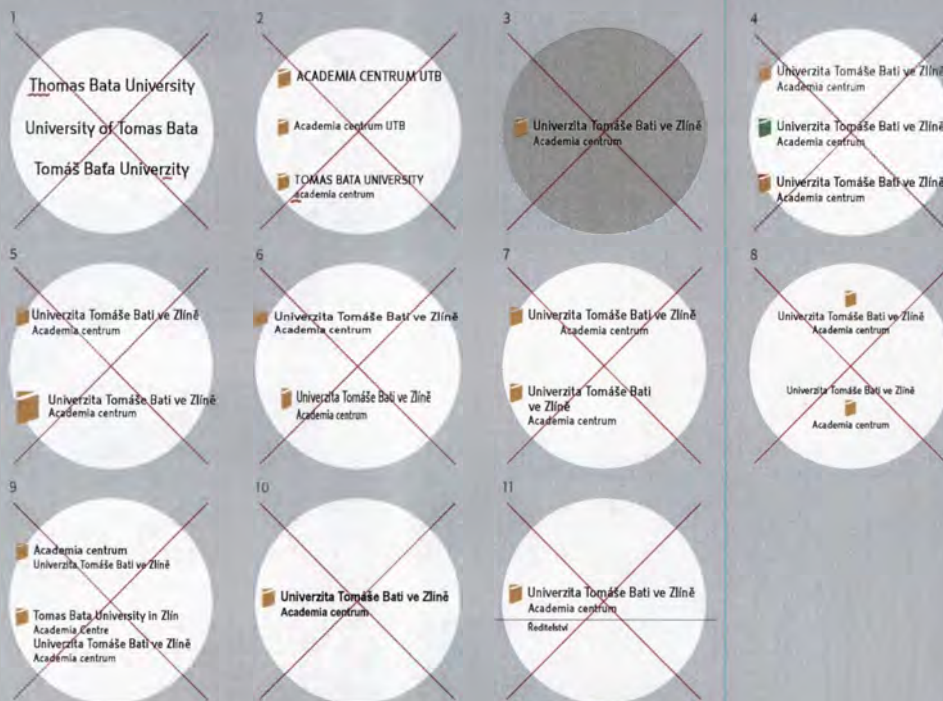 1
Thomas Bata University
University of Tomas Bata
Tomáš Baťa Univerzity
2
ACADEMIA CENTRUM UTB
Academia centrum UTB
TOMAS BATA UNIVERSITY
academia centrum
3
Univerzita Tomáše Bati ve Zlíně
Academia centrum
4
Univerzita Tomáše Bati ve Zlíně
Academia centrum
Univerzita Tomáše Bati ve Zlíně
Academia centrum
Univerzita Tomáše Bati ve Zlíně
Academia centrum
5
Univerzita Tomáše Bati ve Zlíně
Academia centrum
Univerzita Tomáše Bati ve Zlíně
Academia centrum
6
Univerzita Tomáše Bati ve Zlíně
Academia centrum
Univerzita Tomáše Bati ve Zlíně
Academia centrum
7
Univerzita Tomáše Bati ve Zlíně
Academia centrum
Univerzita Tomáše Bati
ve Zlíně
Academia centrum
8
Univerzita Tomáše Bati ve Zlíně
Academia centrum
Univerzita Tomáše Bati ve Zlíně
Academia centrum
9
Academia centrum
Univerzita Tomáše Bati ve Zlíně
Tomas Bata University in Zlín
Academia Centre
Univerzita Tomáše Bati ve Zlíně
Academia centrum
10
Univerzita Tomáše Bati ve Zlíně
Academia centrum
11
Univerzita Tomáše Bati ve Zlíně
Academia centrum
Ředitelství